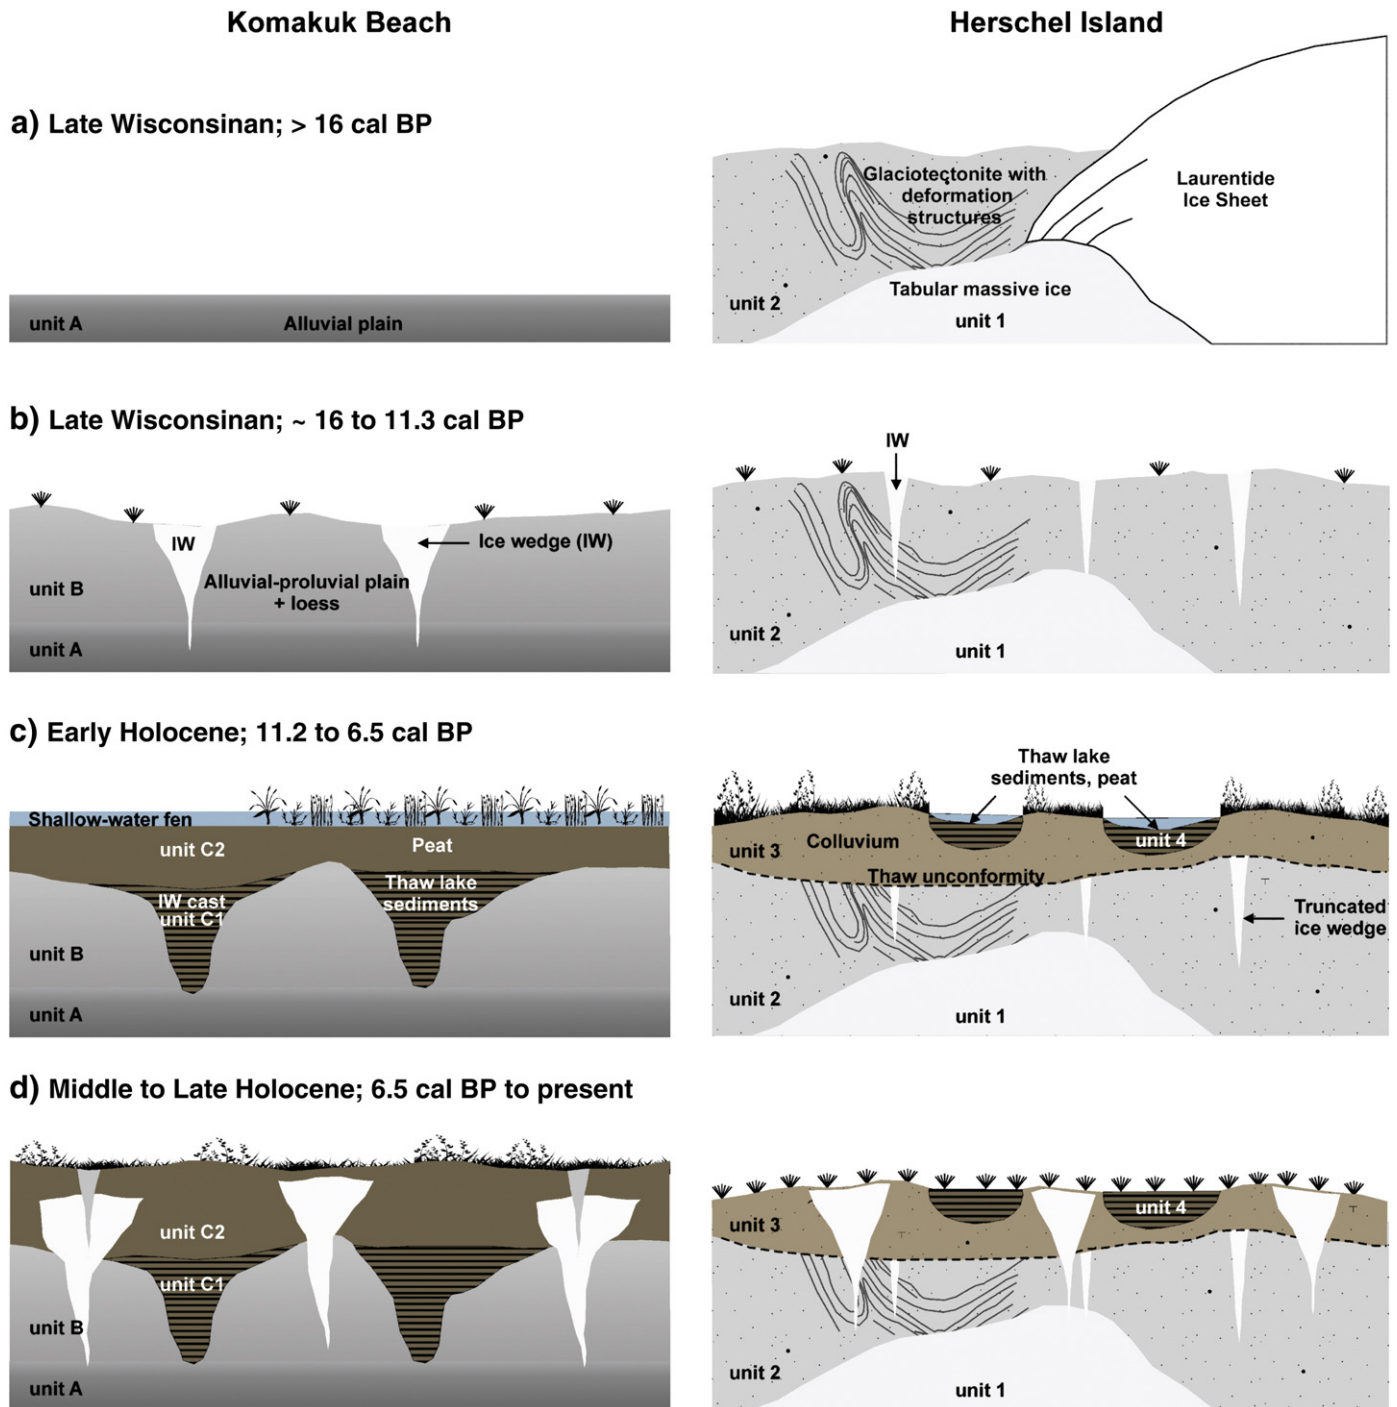 Komakuk Beach
Herschel Island
a) Late Wisconsinan; > 16 cal BP
Glaciotectonite with
deformation
structures
Laurentide
Ice Sheet
Tabular massive ice
unit 1
unit 2
unit A
Alluvial plain
b) Late Wisconsinan; ~ 16 to 11.3 cal BP
IW
Ice wedge (IW)
unit B
Alluvial-proluvial plain
+ loess
unit A
IW
unit 2
unit 1
c) Early Holocene; 11.2 to 6.5 cal BP
Shallow-water fen
unit C2
Peat
IW cast
unit C1
Thaw lake
sediments
unit B
unit A
Thaw lake
sediments, peat
unit 3
Colluvium
unit 4
Thaw unconformity
Truncated
ice wedge
unit 2
unit 1
d) Middle to Late Holocene; 6.5 cal BP to present
unit C2
unit C1
unit B
unit A
unit 3
unit 4
unit 2
unit 1